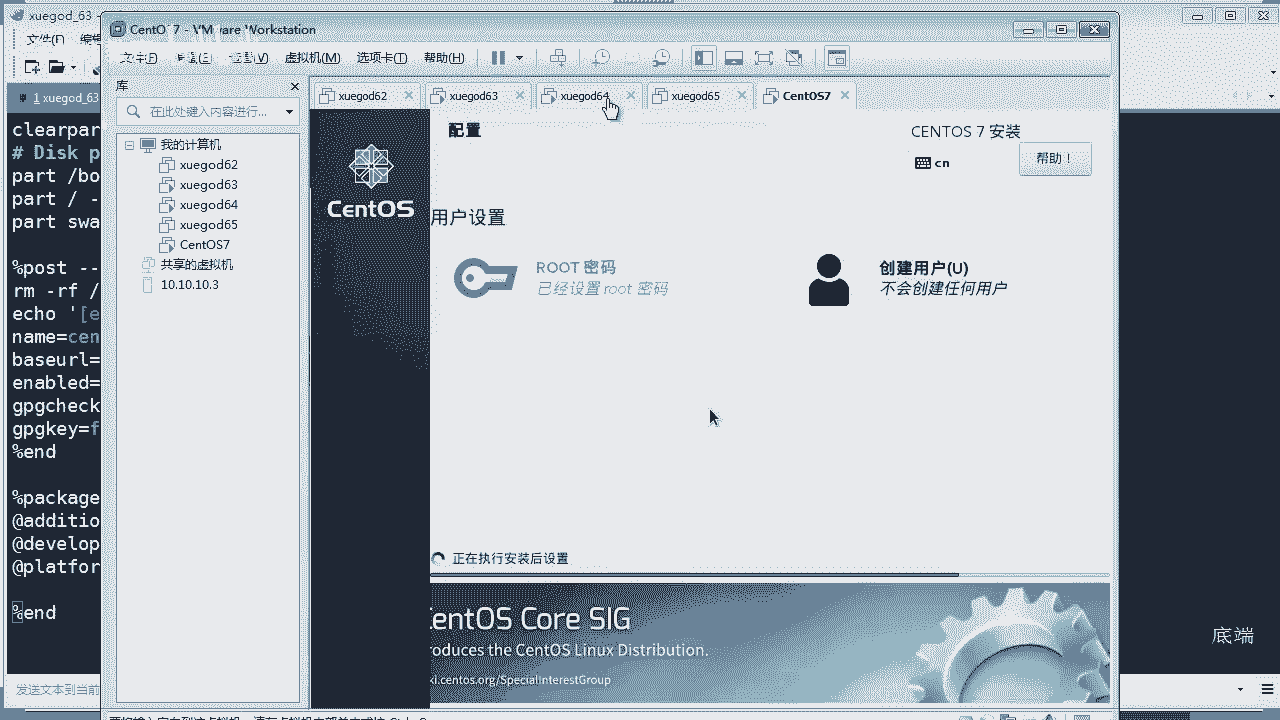 xuegod_63
CentO 7 - VMware Workstation
文件(F) 编辑
虚拟机(M) 选项卡(T) 帮助(H)
库
在此处键入内容进行...
我的计算机
xuegod62
xuegod63
xuegod64
xuegod65
CentOS7
共享的虚拟机
10.10.10.3
xuegod62
xuegod63
xuegod64
xuegod65
CentOS7
1 xuegod_63
clearpar
# Disk p
part /bo
part / -
part swa
%post --
rm -rf /
echo '[e
name=cen
baseurl=
enabled=
gpgcheck
gpgkey=f
%end
%package
@additio
@develop
@platfor
%end
发送文本到当前
CentOS
配置
CENTOS 7 安装
cn
帮助！
用户设置
ROOT 密码
已经设置 root 密码
创建用户(U)
不会创建任何用户
正在执行安装后设置
CentOS Core SIG
roduces the CentOS Linux Distribution.
ki.centos.org/SpecialInterestGroup
底端